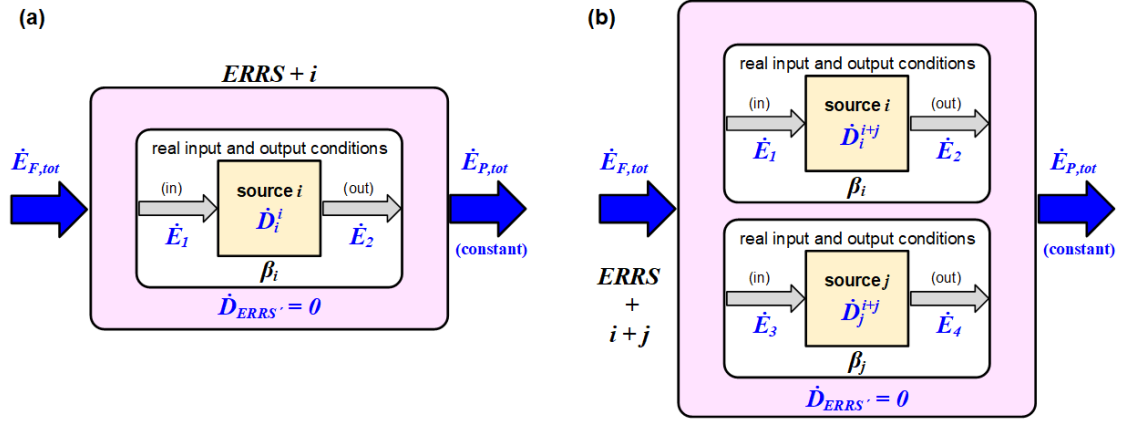 (a)
ERRS + i
Ė_F,tot
real input and output conditions
(in)
source i
(out)
Ė_1
Ḋ_i^i
Ė_2
β_i
Ḋ_ERRS´ = 0
Ė_P,tot
(constant)
(b)
real input and output conditions
(in)
source i
(out)
Ė_1
Ḋ_i^i+j
Ė_2
β_i
Ė_F,tot
Ė_P,tot
(constant)
real input and output conditions
ERRS
+
i + j
(in)
source j
(out)
Ė_3
Ḋ_j^i+j
Ė_4
β_j
Ḋ_ERRS´ = 0